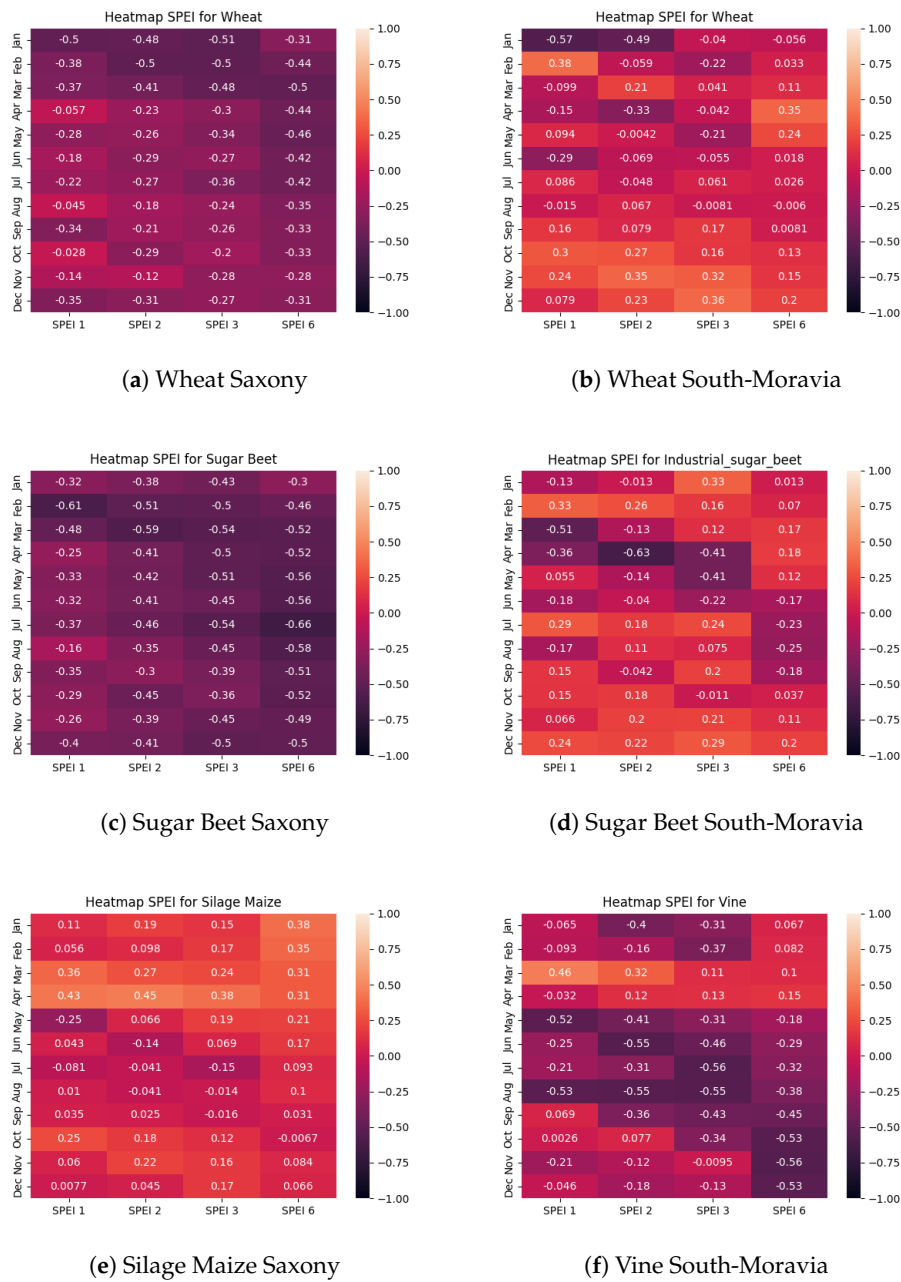 Heatmap SPEI for Wheat
Jan -0.5 -0.48 -0.51 -0.31
Feb -0.38 -0.5 -0.5 -0.44
Mar -0.37 -0.41 -0.48 -0.5
Apr -0.057 -0.23 -0.3 -0.44
May -0.28 -0.26 -0.34 -0.46
Jun -0.18 -0.29 -0.27 -0.42
Jul -0.22 -0.27 -0.36 -0.42
Aug -0.045 -0.18 -0.24 -0.35
Sep -0.34 -0.21 -0.26 -0.33
Oct -0.028 -0.29 -0.2 -0.33
Nov -0.14 -0.12 -0.28 -0.28
Dec -0.35 -0.31 -0.27 -0.31
SPEI 1 SPEI 2 SPEI 3 SPEI 6
1.00
0.75
0.50
0.25
0.00
−0.25
−0.50
−0.75
−1.00
(a) Wheat Saxony
Heatmap SPEI for Wheat
Jan -0.57 -0.49 -0.04 -0.056
Feb 0.38 -0.059 -0.22 0.033
Mar -0.099 0.21 0.041 0.11
Apr -0.15 -0.33 -0.042 0.35
May 0.094 -0.0042 -0.21 0.24
Jun -0.29 -0.069 -0.055 0.018
Jul 0.086 -0.048 0.061 0.026
Aug -0.015 0.067 -0.0081 -0.006
Sep 0.16 0.079 0.17 0.0081
Oct 0.3 0.27 0.16 0.13
Nov 0.24 0.35 0.32 0.15
Dec 0.079 0.23 0.36 0.2
SPEI 1 SPEI 2 SPEI 3 SPEI 6
1.00
0.75
0.50
0.25
0.00
−0.25
−0.50
−0.75
−1.00
(b) Wheat South-Moravia
Heatmap SPEI for Sugar Beet
Jan -0.32 -0.38 -0.43 -0.3
Feb -0.61 -0.51 -0.5 -0.46
Mar -0.48 -0.59 -0.54 -0.52
Apr -0.25 -0.41 -0.5 -0.52
May -0.33 -0.42 -0.51 -0.56
Jun -0.32 -0.41 -0.45 -0.56
Jul -0.37 -0.46 -0.54 -0.66
Aug -0.16 -0.35 -0.45 -0.58
Sep -0.35 -0.3 -0.39 -0.51
Oct -0.29 -0.45 -0.36 -0.52
Nov -0.26 -0.39 -0.45 -0.49
Dec -0.4 -0.41 -0.5 -0.5
SPEI 1 SPEI 2 SPEI 3 SPEI 6
1.00
0.75
0.50
0.25
0.00
−0.25
−0.50
−0.75
−1.00
(c) Sugar Beet Saxony
Heatmap SPEI for Industrial_sugar_beet
Jan -0.13 -0.013 0.33 0.013
Feb 0.33 0.26 0.16 0.07
Mar -0.51 -0.13 0.12 0.17
Apr -0.36 -0.63 -0.41 0.18
May 0.055 -0.14 -0.41 0.12
Jun -0.18 -0.04 -0.22 -0.17
Jul 0.29 0.18 0.24 -0.23
Aug -0.17 0.11 0.075 -0.25
Sep 0.15 -0.042 0.2 -0.18
Oct 0.15 0.18 -0.011 0.037
Nov 0.066 0.2 0.21 0.11
Dec 0.24 0.22 0.29 0.2
SPEI 1 SPEI 2 SPEI 3 SPEI 6
1.00
0.75
0.50
0.25
0.00
−0.25
−0.50
−0.75
−1.00
(d) Sugar Beet South-Moravia
Heatmap SPEI for Silage Maize
Jan 0.11 0.19 0.15 0.38
Feb 0.056 0.098 0.17 0.35
Mar 0.36 0.27 0.24 0.31
Apr 0.43 0.45 0.38 0.31
May -0.25 0.066 0.19 0.21
Jun 0.043 -0.14 0.069 0.17
Jul -0.081 -0.041 -0.15 0.093
Aug 0.01 -0.041 -0.014 0.1
Sep 0.035 0.025 -0.016 0.031
Oct 0.25 0.18 0.12 -0.0067
Nov 0.06 0.22 0.16 0.084
Dec 0.0077 0.045 0.17 0.066
SPEI 1 SPEI 2 SPEI 3 SPEI 6
1.00
0.75
0.50
0.25
0.00
−0.25
−0.50
−0.75
−1.00
(e) Silage Maize Saxony
Heatmap SPEI for Vine
Jan -0.065 -0.4 -0.31 0.067
Feb -0.093 -0.16 -0.37 0.082
Mar 0.46 0.32 0.11 0.1
Apr -0.032 0.12 0.13 0.15
May -0.52 -0.41 -0.31 -0.18
Jun -0.25 -0.55 -0.46 -0.29
Jul -0.21 -0.31 -0.56 -0.32
Aug -0.53 -0.55 -0.55 -0.38
Sep 0.069 -0.36 -0.43 -0.45
Oct 0.0026 0.077 -0.34 -0.53
Nov -0.21 -0.12 -0.0095 -0.56
Dec -0.046 -0.18 -0.13 -0.53
SPEI 1 SPEI 2 SPEI 3 SPEI 6
1.00
0.75
0.50
0.25
0.00
−0.25
−0.50
−0.75
−1.00
(f) Vine South-Moravia